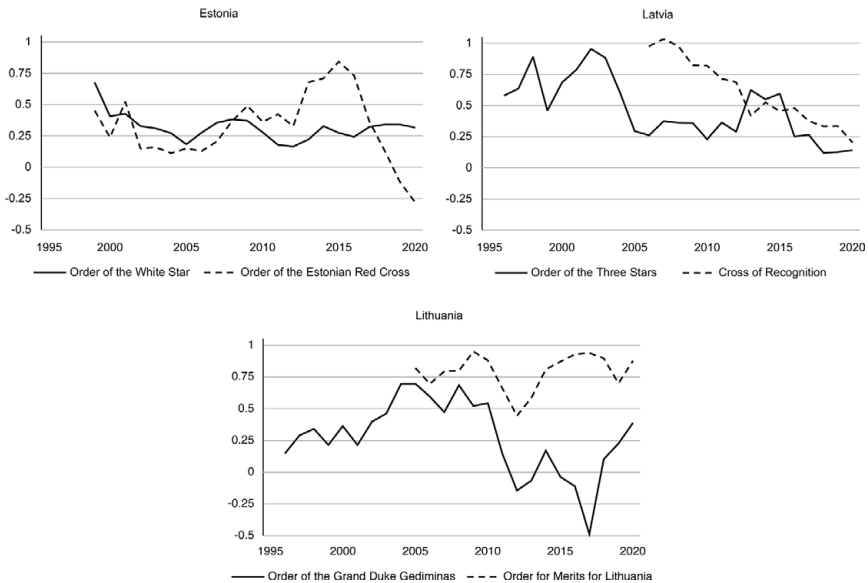 Estonia
1
0.75
0.5
0.25
0
-0.25
-0.5
1995 2000 2005 2010 2015 2020
Order of the White Star Order of the Estonian Red Cross
Latvia
1
0.75
0.5
0.25
0
-0.25
-0.5
1995 2000 2005 2010 2015 2020
Order of the Three Stars Cross of Recognition
Lithuania
1
0.75
0.5
0.25
0
-0.25
-0.5
1995 2000 2005 2010 2015 2020
Order of the Grand Duke Gediminas Order for Merits for Lithuania